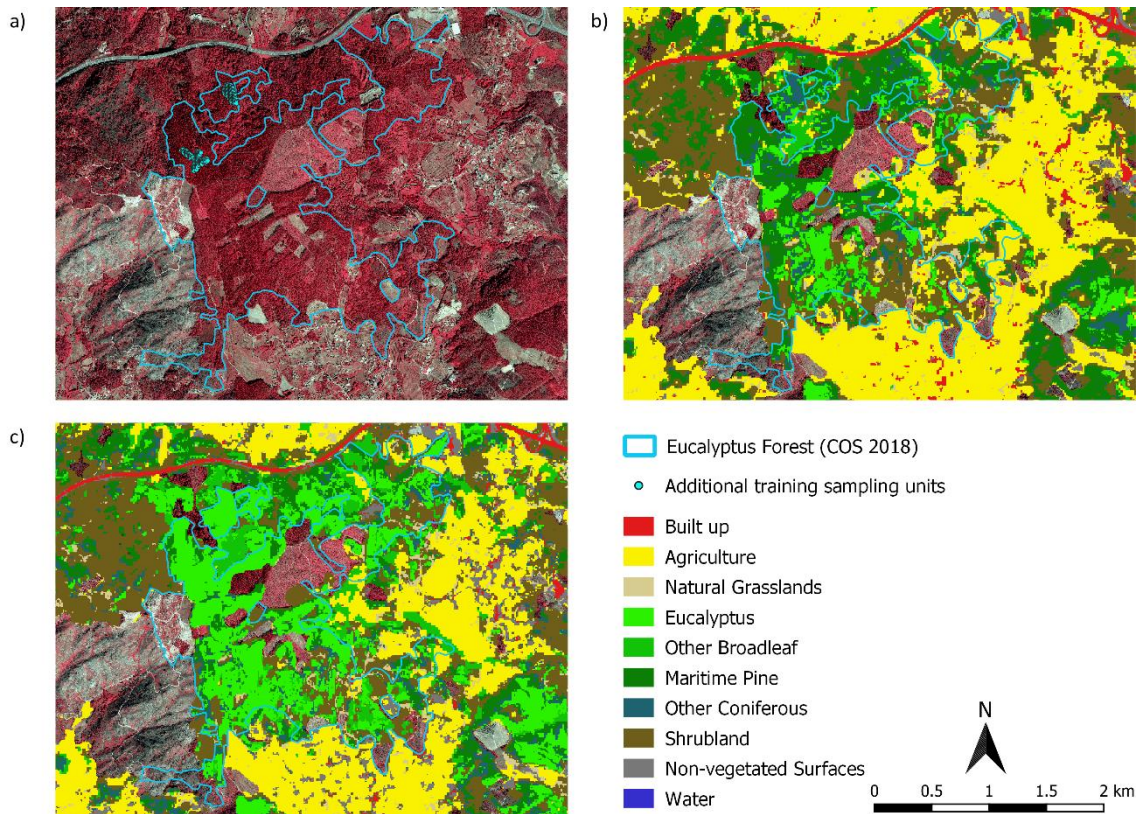 a)
b)
c)
Eucalyptus Forest (COS 2018)
Additional training sampling units
Built up
Agriculture
Natural Grasslands
Eucalyptus
Other Broadleaf
Maritime Pine
Other Coniferous
Shrubland
Non-vegetated Surfaces
Water
N
0 0.5 1 1.5 2 km